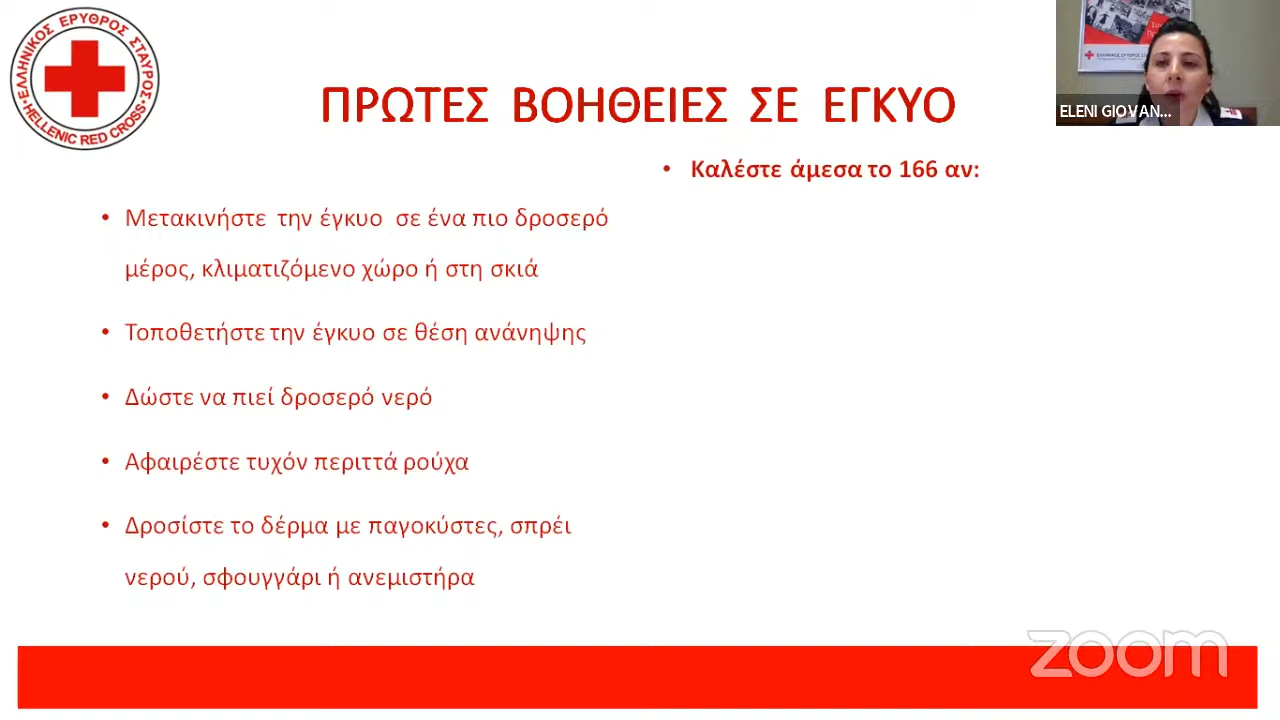 ΕΛΛΗΝΙΚΟΣ ΕΡΥΘΡΟΣ ΣΤΑΥΡΟΣ
HELLENIC RED CROSS
ΕΛΛΗΝΙΚΟΣ ΕΡΥΘΡΟΣ
ELENI GIOVAN...
ΠΡΩΤΕΣ ΒΟΗΘΕΙΕΣ ΣΕ ΕΓΚΥΟ
• Μετακινήστε την έγκυο σε ένα πιο δροσερό
μέρος, κλιματιζόμενο χώρο ή στη σκιά
• Τοποθετήστε την έγκυο σε θέση ανάνηψης
• Δώστε να πιεί δροσερό νερό
• Αφαιρέστε τυχόν περιττά ρούχα
• Δροσίστε το δέρμα με παγοκύστες, σπρέι
νερού, σφουγγάρι ή ανεμιστήρα
• Καλέστε άμεσα το 166 αν:
zoom